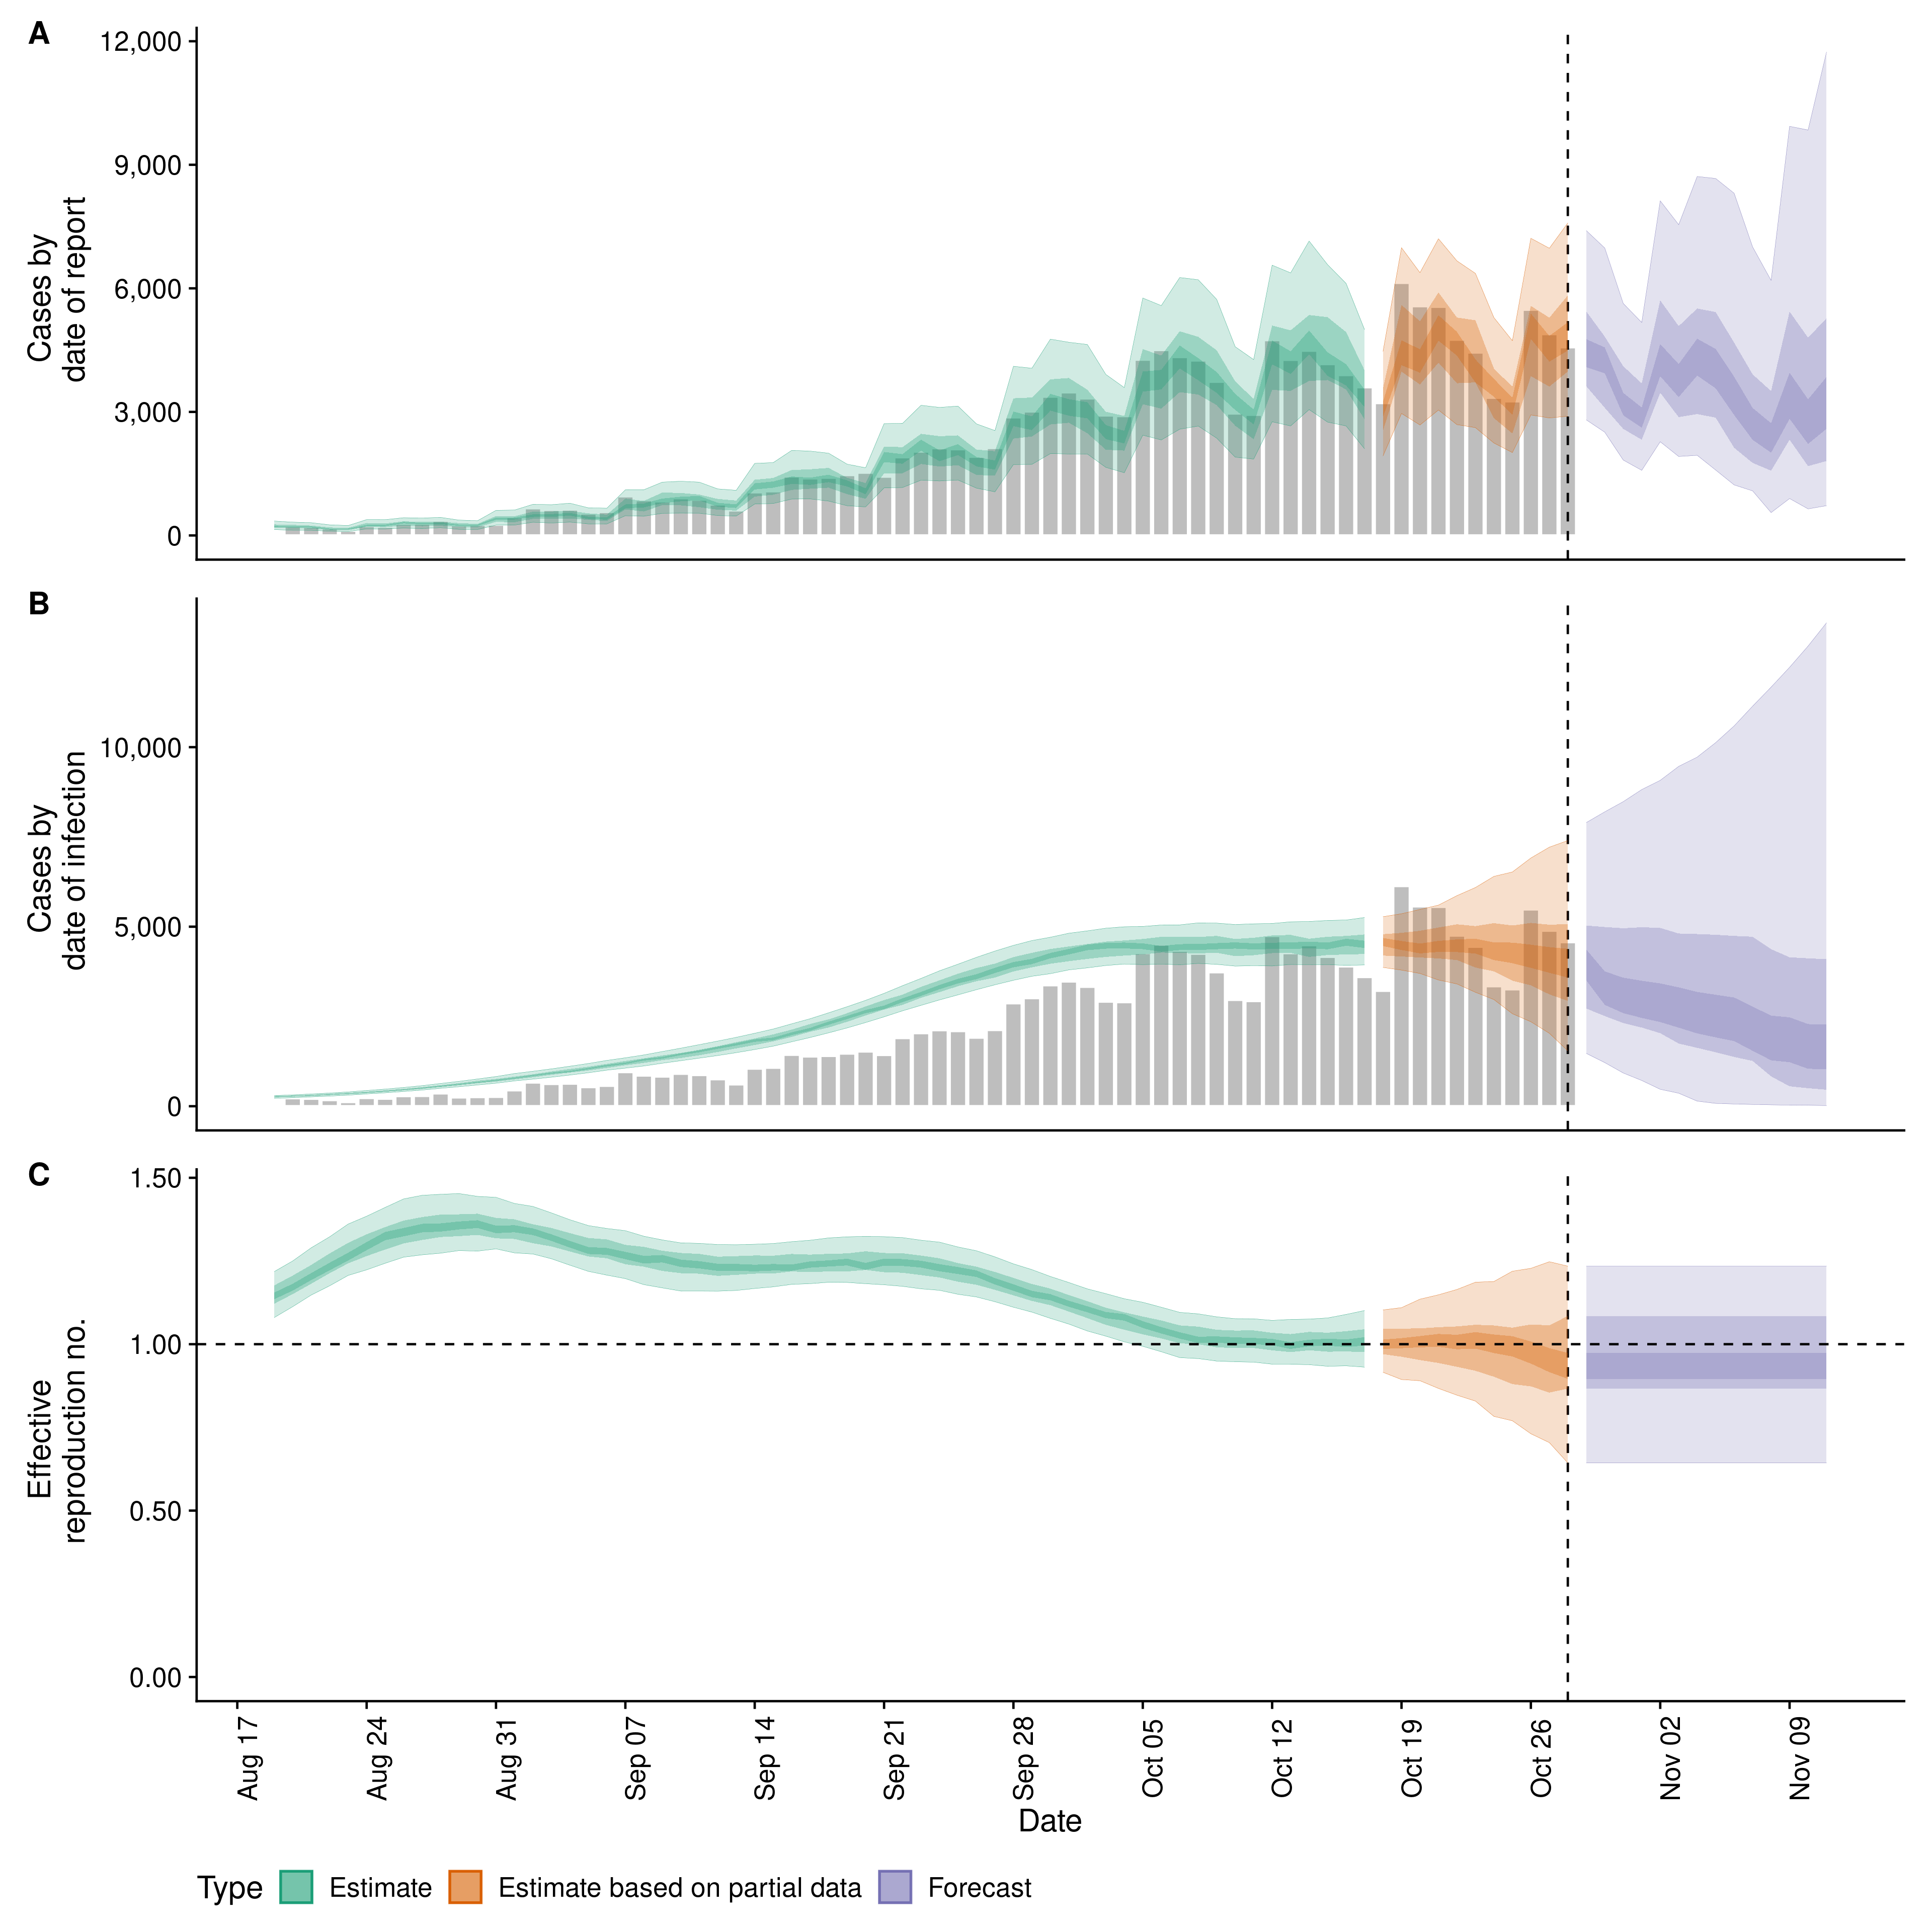 A
12,000
9,000
6,000
3,000
0
Cases by
date of report
B
10,000
5,000
0
Cases by
date of infection
C
1.50
1.00
0.50
0.00
Effective
reproduction no.
Aug 17
Aug 24
Aug 31
Sep 07
Sep 14
Sep 21
Sep 28
Oct 05
Oct 12
Oct 19
Oct 26
Nov 02
Nov 09
Date
Type Estimate Estimate based on partial data Forecast